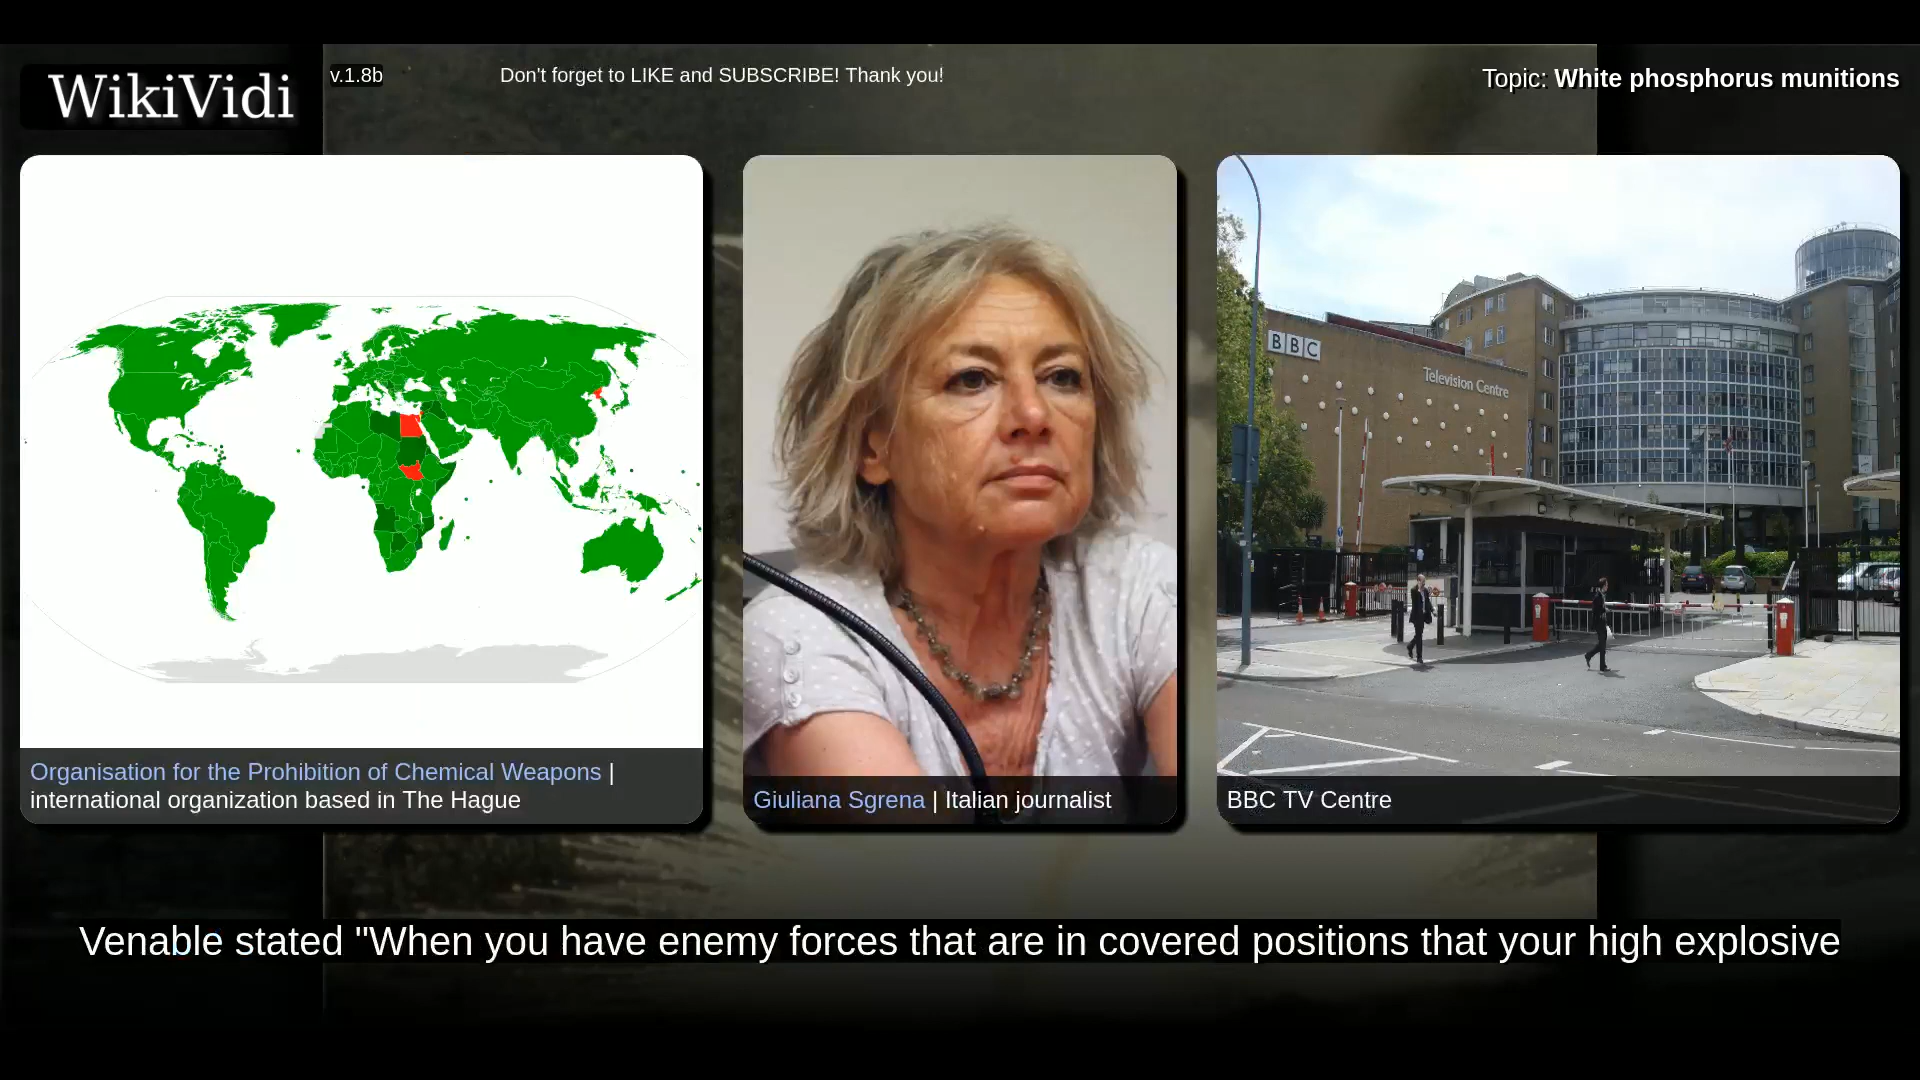 WikiVidi
v.1.8b
Don't forget to LIKE and SUBSCRIBE! Thank you!
Topic: White phosphorus munitions
BBC
Television Centre
Organisation for the Prohibition of Chemical Weapons |
international organization based in The Hague
Giuliana Sgrena | Italian journalist
BBC TV Centre
Venable stated "When you have enemy forces that are in covered positions that your high explosive